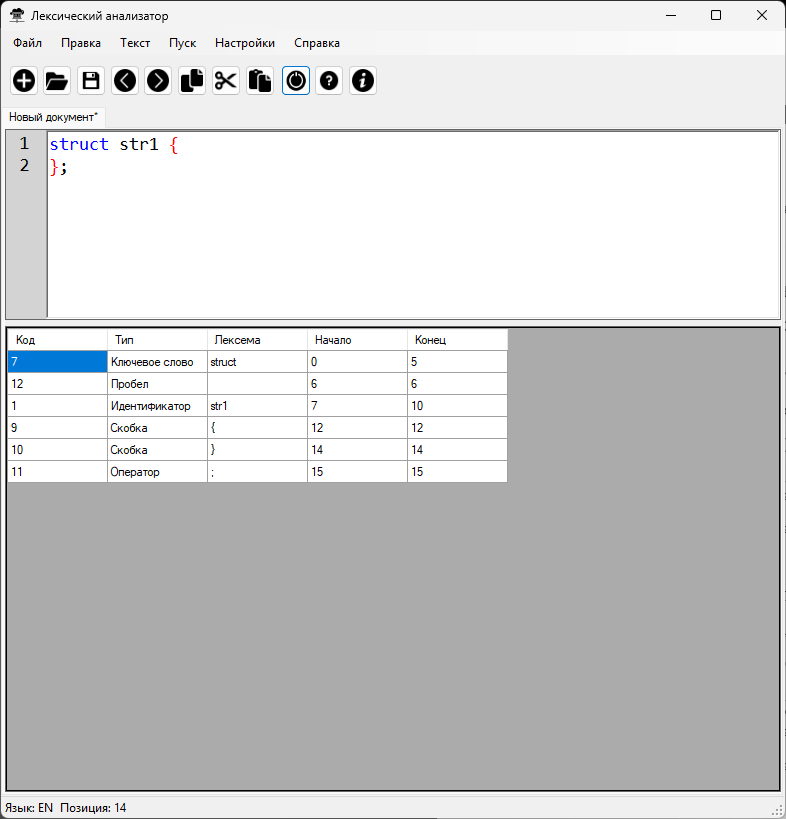 Лексический анализатор
Файл Правка Текст Пуск Настройки Справка
Новый документ*
1 struct str1 {
2 };
Код Тип Лексема Начало Конец
7 Ключевое слово struct 0 5
12 Пробел 6 6
1 Идентификатор str1 7 10
9 Скобка { 12 12
10 Скобка } 14 14
11 Оператор ; 15 15
Язык: EN Позиция: 14